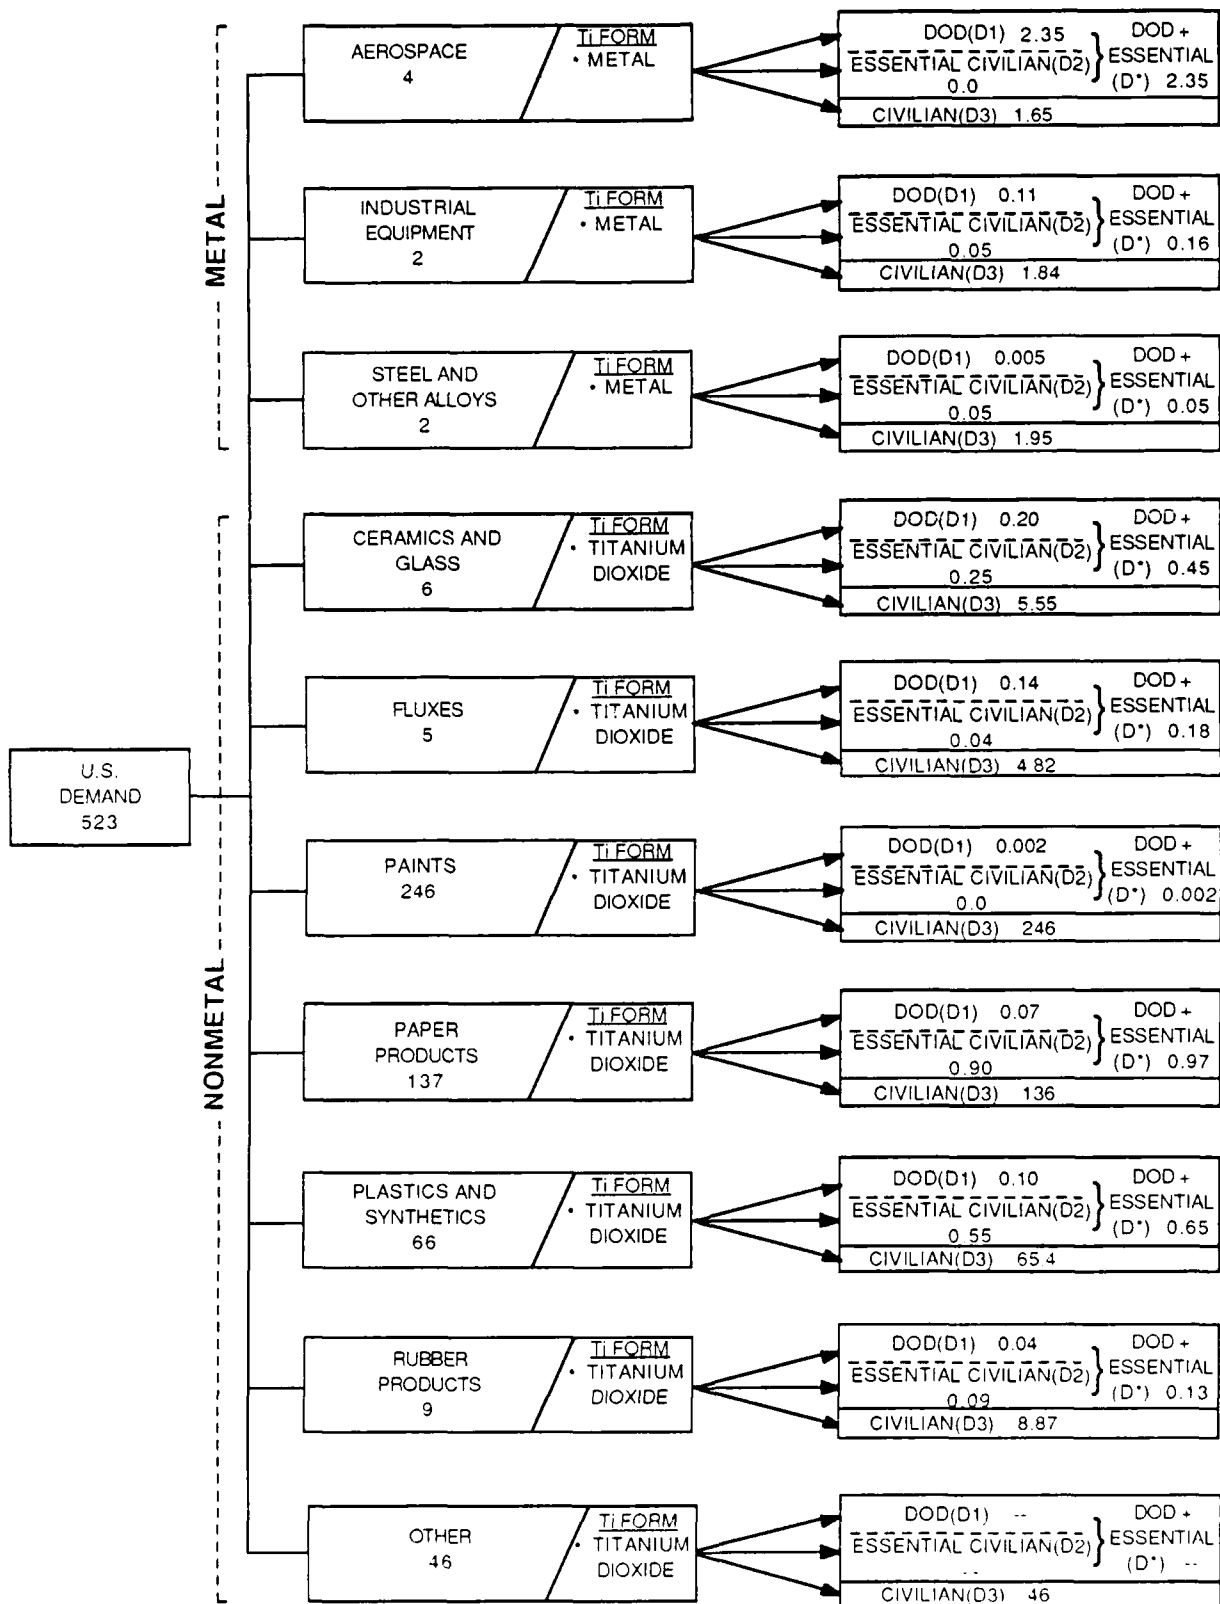 METAL
NONMETAL
U.S.
DEMAND
523
AEROSPACE
4
Ti FORM
• METAL
DOD(D1) 2.35
ESSENTIAL CIVILIAN(D2)
0.0
DOD +
ESSENTIAL
(D*) 2.35
CIVILIAN(D3) 1.65
INDUSTRIAL
EQUIPMENT
2
Ti FORM
• METAL
DOD(D1) 0.11
ESSENTIAL CIVILIAN(D2)
0.05
DOD +
ESSENTIAL
(D*) 0.16
CIVILIAN(D3) 1.84
STEEL AND
OTHER ALLOYS
2
Ti FORM
• METAL
DOD(D1) 0.005
ESSENTIAL CIVILIAN(D2)
0.05
DOD +
ESSENTIAL
(D*) 0.05
CIVILIAN(D3) 1.95
CERAMICS AND
GLASS
6
Ti FORM
• TITANIUM
DIOXIDE
DOD(D1) 0.20
ESSENTIAL CIVILIAN(D2)
0.25
DOD +
ESSENTIAL
(D*) 0.45
CIVILIAN(D3) 5.55
FLUXES
5
Ti FORM
• TITANIUM
DIOXIDE
DOD(D1) 0.14
ESSENTIAL CIVILIAN(D2)
0.04
DOD +
ESSENTIAL
(D*) 0.18
CIVILIAN(D3) 4.82
PAINTS
246
Ti FORM
• TITANIUM
DIOXIDE
DOD(D1) 0.002
ESSENTIAL CIVILIAN(D2)
0.0
DOD +
ESSENTIAL
(D*) 0.002
CIVILIAN(D3) 246
PAPER
PRODUCTS
137
Ti FORM
• TITANIUM
DIOXIDE
DOD(D1) 0.07
ESSENTIAL CIVILIAN(D2)
0.90
DOD +
ESSENTIAL
(D*) 0.97
CIVILIAN(D3) 136
PLASTICS AND
SYNTHETICS
66
Ti FORM
• TITANIUM
DIOXIDE
DOD(D1) 0.10
ESSENTIAL CIVILIAN(D2)
0.55
DOD +
ESSENTIAL
(D*) 0.65
CIVILIAN(D3) 65.4
RUBBER
PRODUCTS
9
Ti FORM
• TITANIUM
DIOXIDE
DOD(D1) 0.04
ESSENTIAL CIVILIAN(D2)
0.09
DOD +
ESSENTIAL
(D*) 0.13
CIVILIAN(D3) 8.87
OTHER
46
Ti FORM
• TITANIUM
DIOXIDE
DOD(D1) --
ESSENTIAL CIVILIAN(D2)
--
DOD +
ESSENTIAL
(D*) --
CIVILIAN(D3) 46